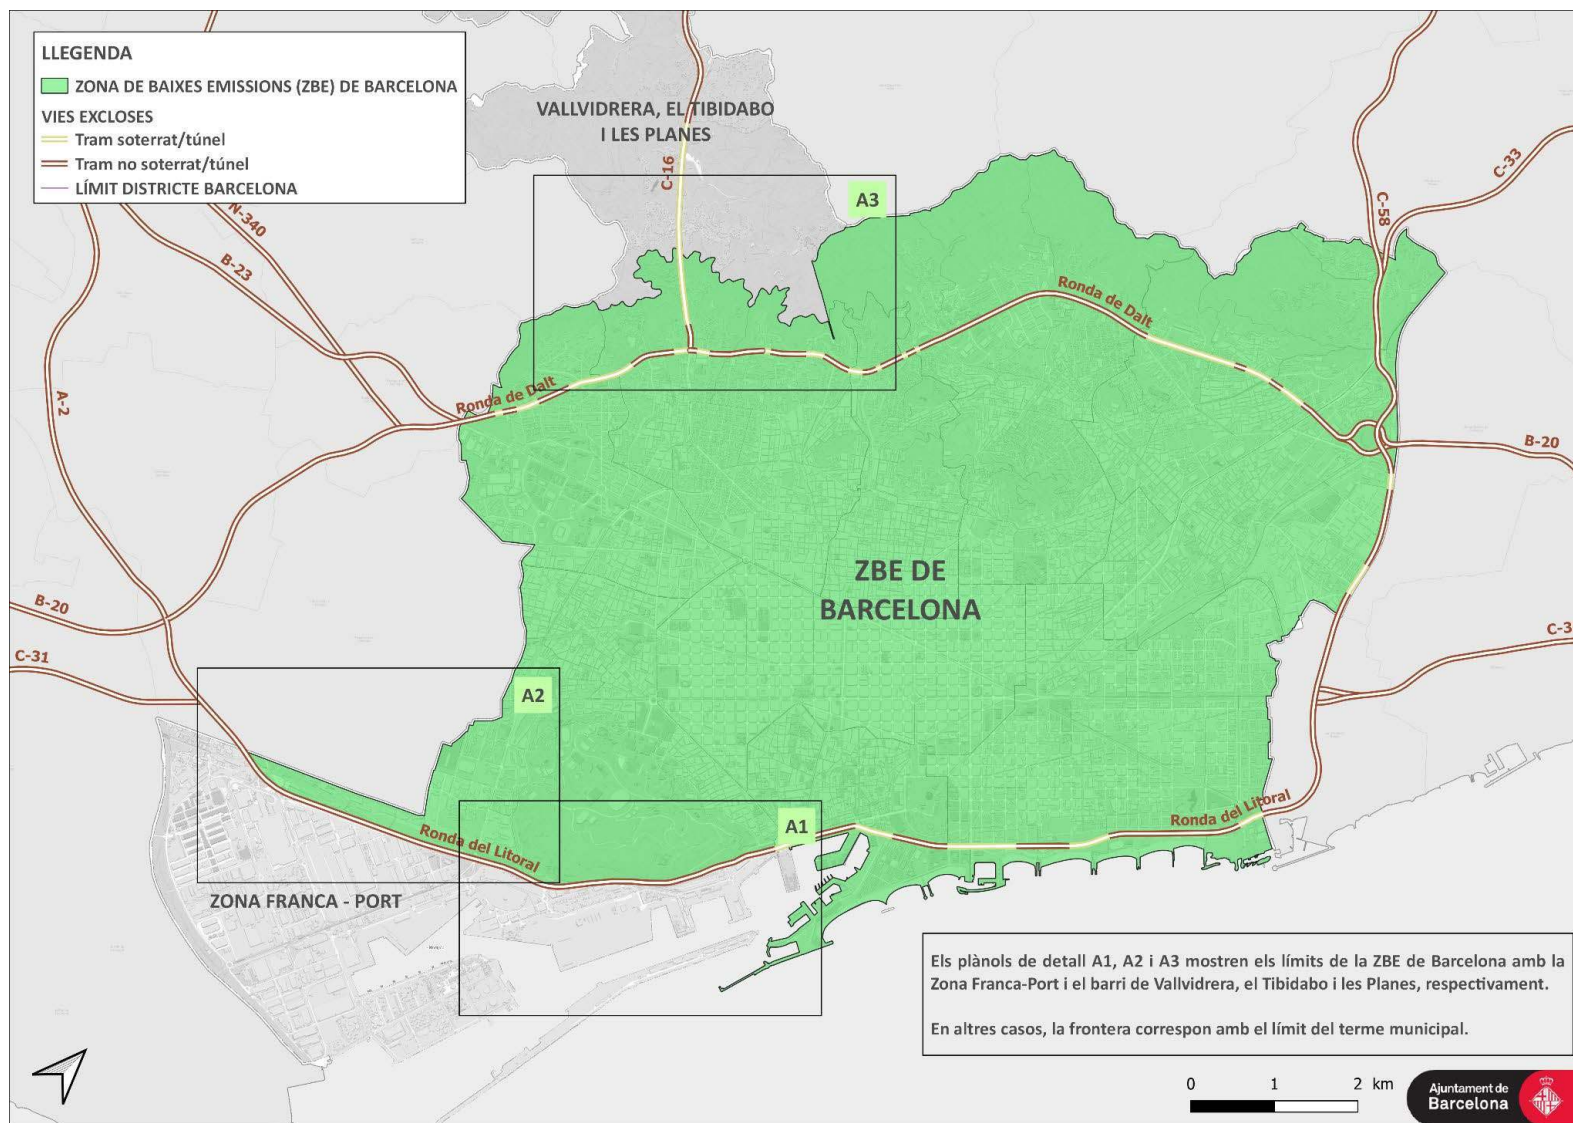 LLEGENDA
ZONA DE BAIXES EMISSIONS (ZBE) DE BARCELONA
VIES EXCLOSES
Tram soterrat/túnel
Tram no soterrat/túnel
LÍMIT DISTRICTE BARCELONA
VALLVIDRERA, EL TIBIDABO
I LES PLANES
C-16
A3
C-58
C-33
N-340
B-23
A-2
Ronda de Dalt
Ronda de Dalt
B-20
ZBE DE
BARCELONA
B-20
C-31
C-3
A2
A1
Ronda del Litoral
Ronda del Litoral
ZONA FRANCA - PORT
Els plànols de detall A1, A2 i A3 mostren els límits de la ZBE de Barcelona amb la
Zona Franca-Port i el barri de Vallvidrera, el Tibidabo i les Planes, respectivament.
En altres casos, la frontera correspon amb el límit del terme municipal.
0 1 2 km
Ajuntament de
Barcelona